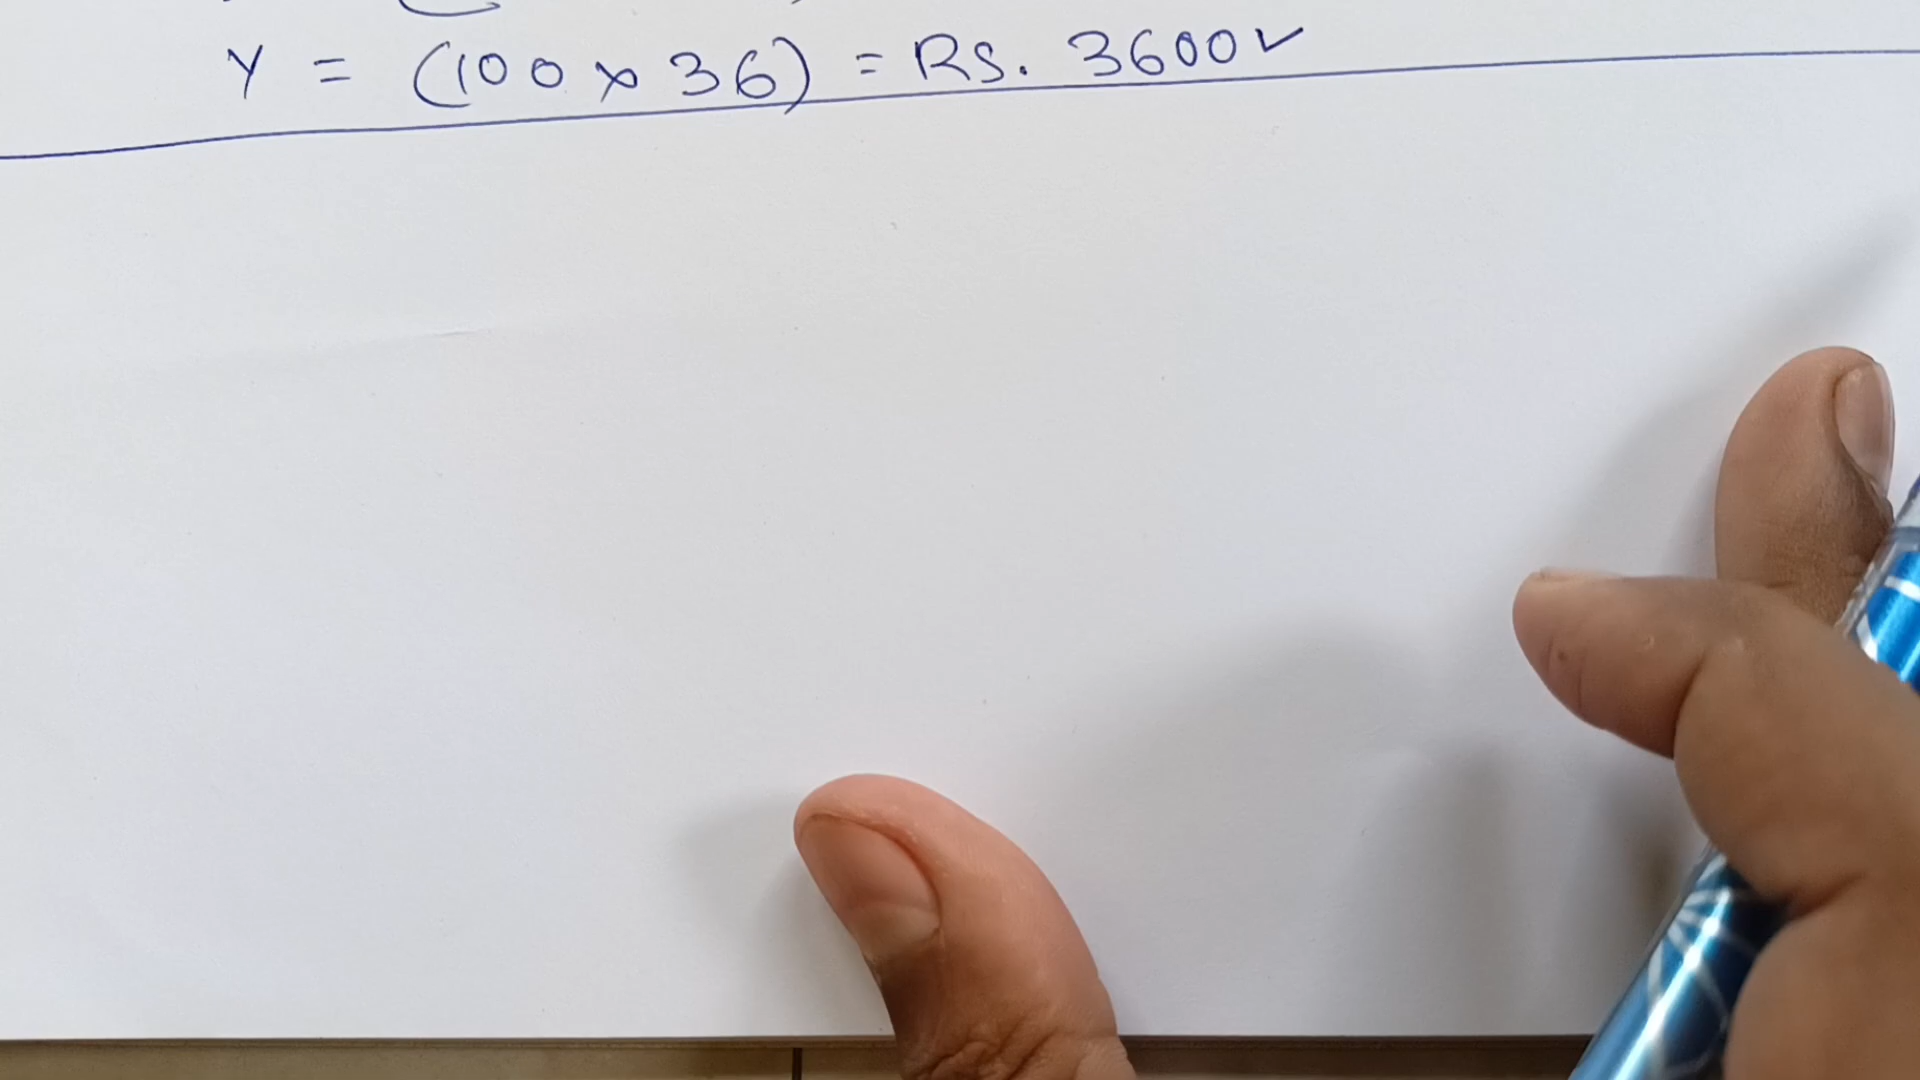 Y = (100 × 36) = Rs. 3600 ✓